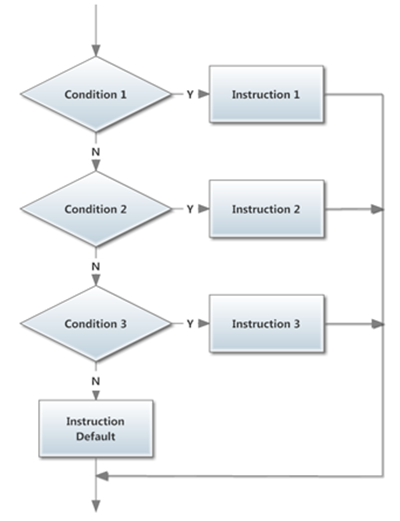 Condition 1
Y
Instruction 1
N
Condition 2
Y
Instruction 2
N
Condition 3
Y
Instruction 3
N
Instruction
Default